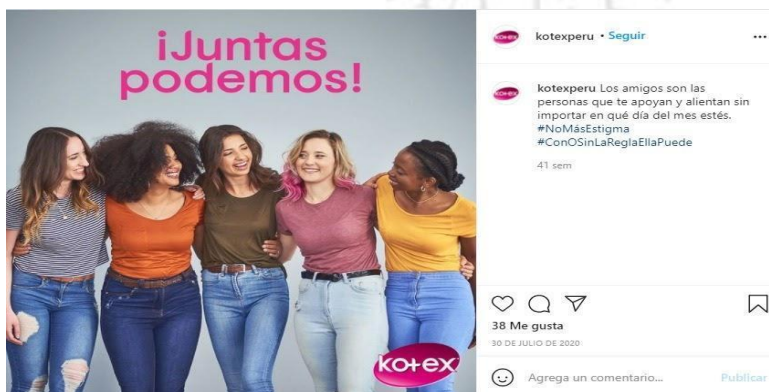 ¡Juntas
podemos!
kotex
kotexperu • Seguir
kotexperu Los amigos son las
personas que te apoyan y alientan sin
importar en qué día del mes estés.
#NoMásEstigma
#ConOSinLaReglaEllaPuede
41 sem
38 Me gusta
30 DE JULIO DE 2020
Agrega un comentario...
Publicar